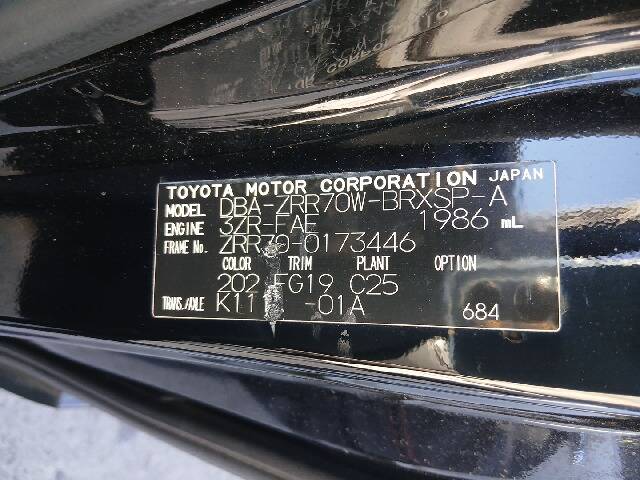 TOYOTA MOTOR CORPORATION JAPAN
MODEL DBA-ZRR70W-BRXSP-A
ENGINE 3ZR-FAE 1986 mL
FRAME No. ZRR70-0173446
COLOR TRIM PLANT OPTION
202 FG19 C25
TRANS./AXLE K11 -01A 684